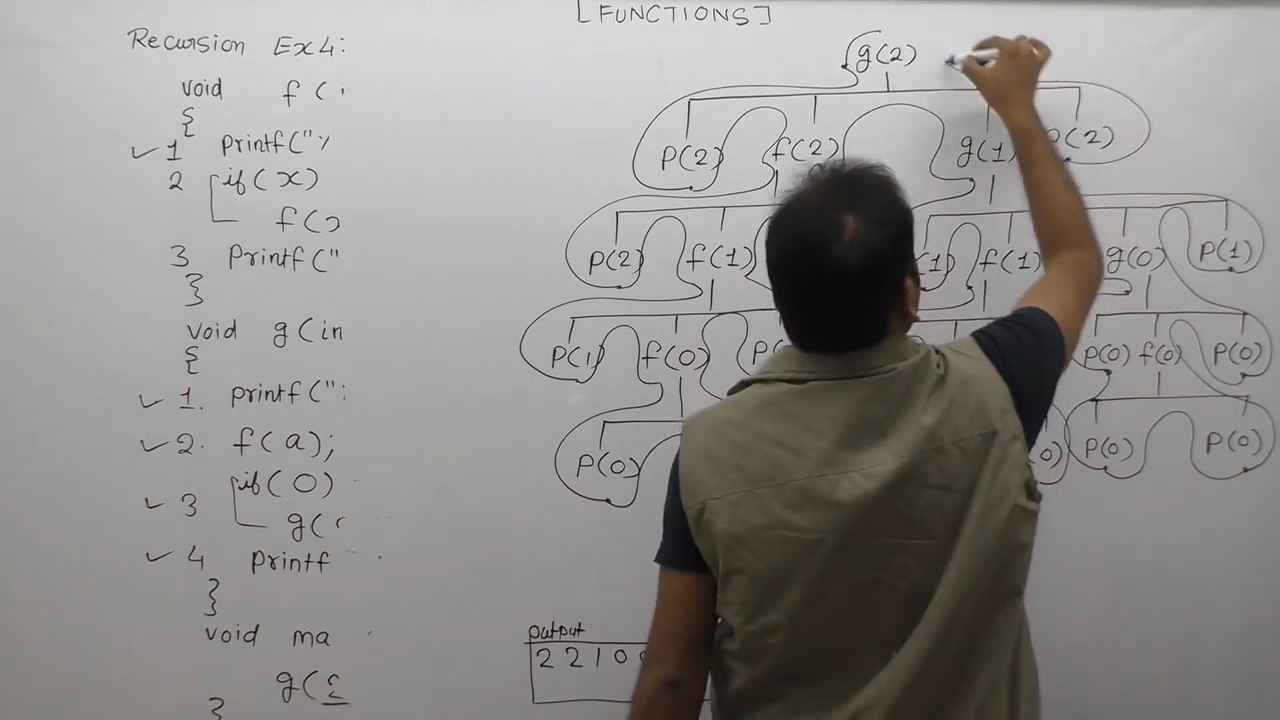 [FUNCTIONS]
Recursion Ex4:
void f(
{
✓ 1 printf("
2 if(x)
f(
3 Printf("
}
void g(in
{
✓ 1. printf("
✓ 2. f(a);
✓ 3 if(0)
g(
✓ 4 printf
}
void ma
g(
}
g(2)
P(2) f(2) g(1) P(2)
P(2) f(1) (1) f(1) g(0) P(1)
P(1) f(0) P( P(0) f(0) P(0)
P(0) 0) P(0) P(0)
output
2 2 1 0